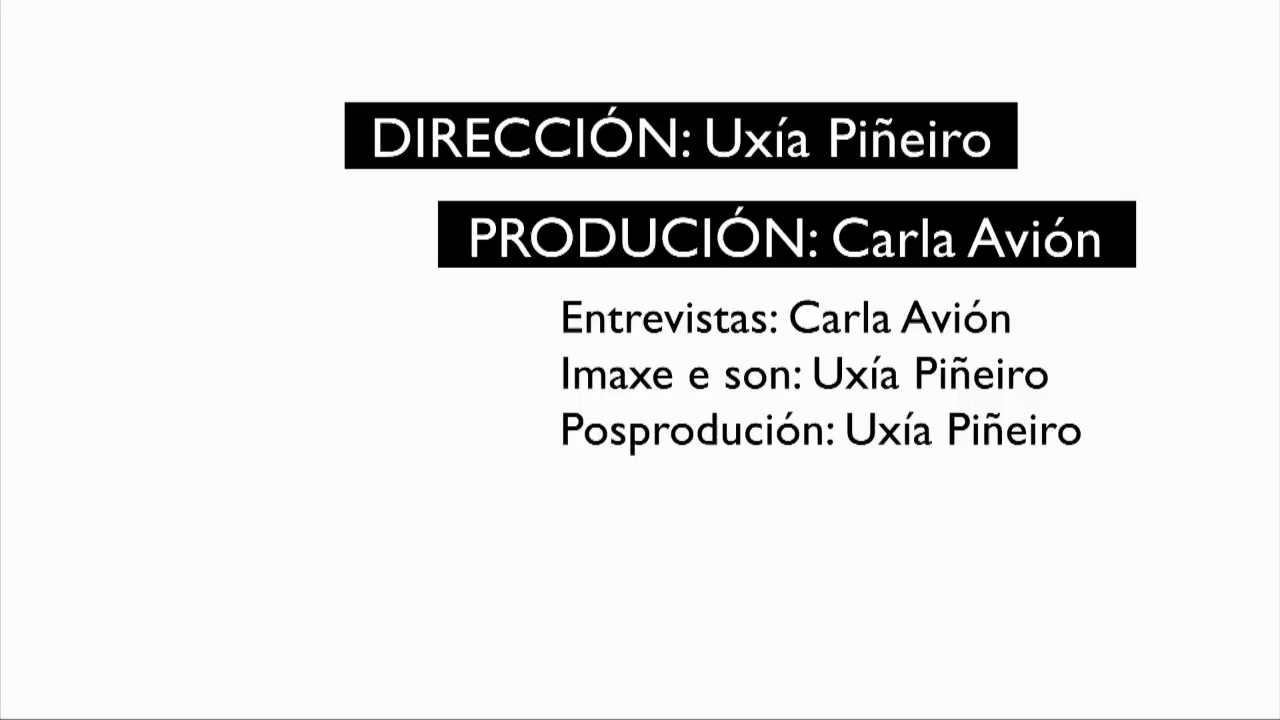 DIRECCIÓN: Uxía Piñeiro
PRODUCIÓN: Carla Avión
Entrevistas: Carla Avión
Imaxe e son: Uxía Piñeiro
Posprodución: Uxía Piñeiro